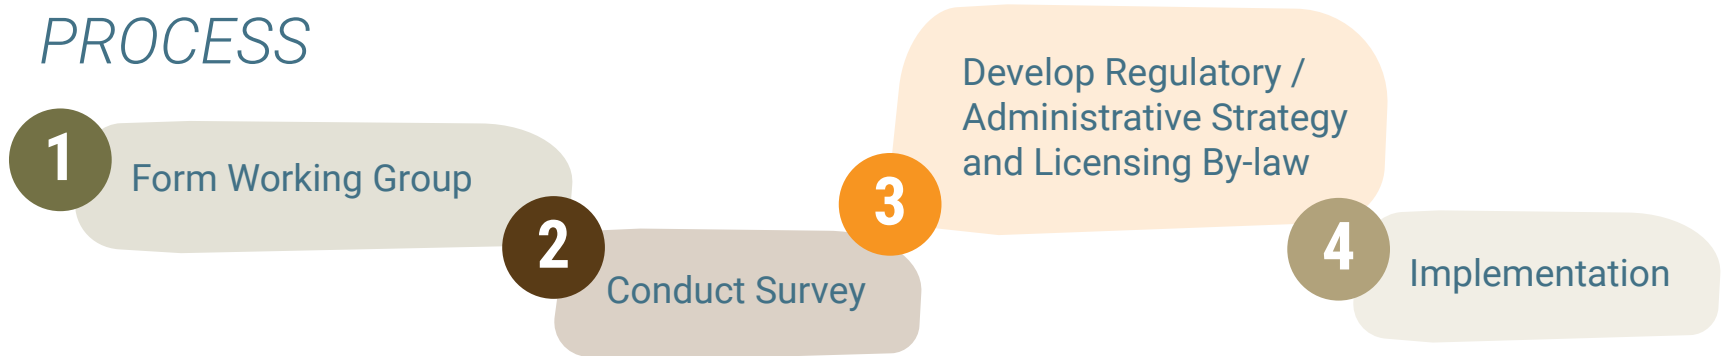 PROCESS
1
Form Working Group
2
Conduct Survey
3
Develop Regulatory /
Administrative Strategy
and Licensing By-law
4
Implementation